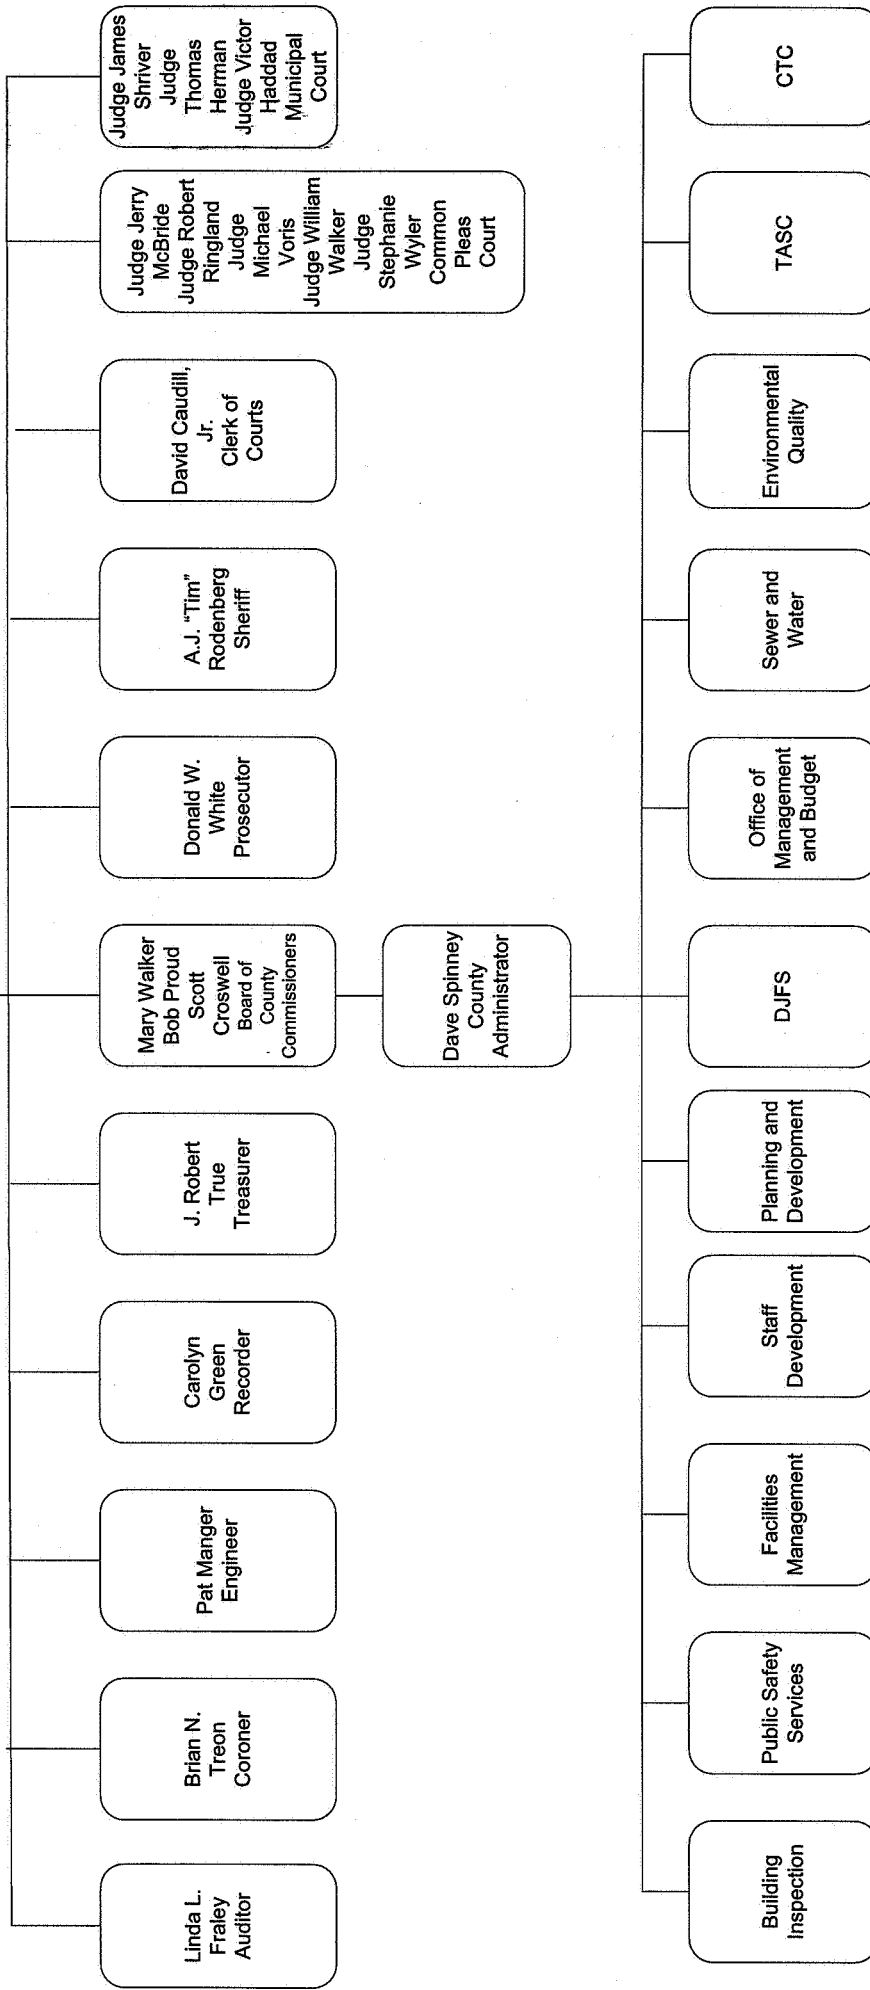 Linda L.
Fraley
Auditor
Brian N.
Treon
Coroner
Pat Manger
Engineer
Carolyn
Green
Recorder
J. Robert
True
Treasurer
Mary Walker
Bob Proud
Scott
Croswell
Board of
County
Commissioners
Donald W.
White
Prosecutor
A.J. "Tim"
Rodenberg
Sheriff
David Caudill,
Jr.
Clerk of
Courts
Judge Jerry
McBride
Judge Robert
Ringland
Judge
Michael
Voris
Judge William
Walker
Judge
Stephanie
Wyler
Common
Pleas
Court
Judge James
Shriver
Judge
Thomas
Herman
Judge Victor
Haddad
Municipal
Court
Dave Spinney
County
Administrator
Building
Inspection
Public Safety
Services
Facilities
Management
Staff
Development
Planning and
Development
DJFS
Office of
Management
and Budget
Sewer and
Water
Environmental
Quality
TASC
CTC